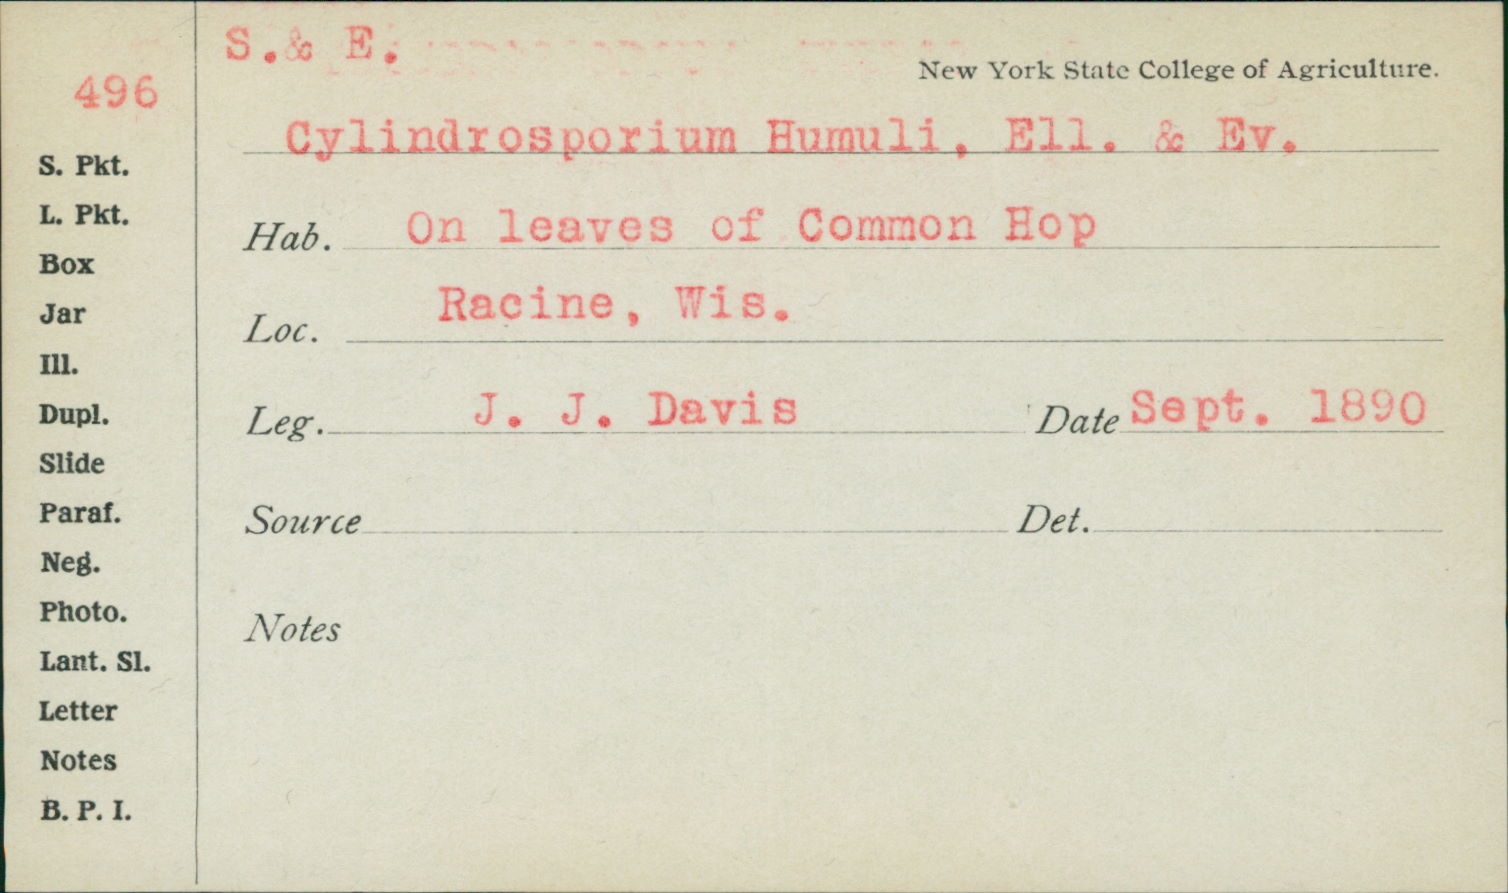 S.& E.
New York State College of Agriculture.
496
Cylindrosporium Humuli, Ell. & Ev.
S. Pkt.
L. Pkt.
Hab. On leaves of Common Hop
Box
Jar
Loc. Racine, Wis.
Ill.
Dupl.
Leg. J. J. Davis Date Sept. 1890
Slide
Paraf.
Source Det.
Neg.
Photo.
Notes
Lant. Sl.
Letter
Notes
B. P. I.